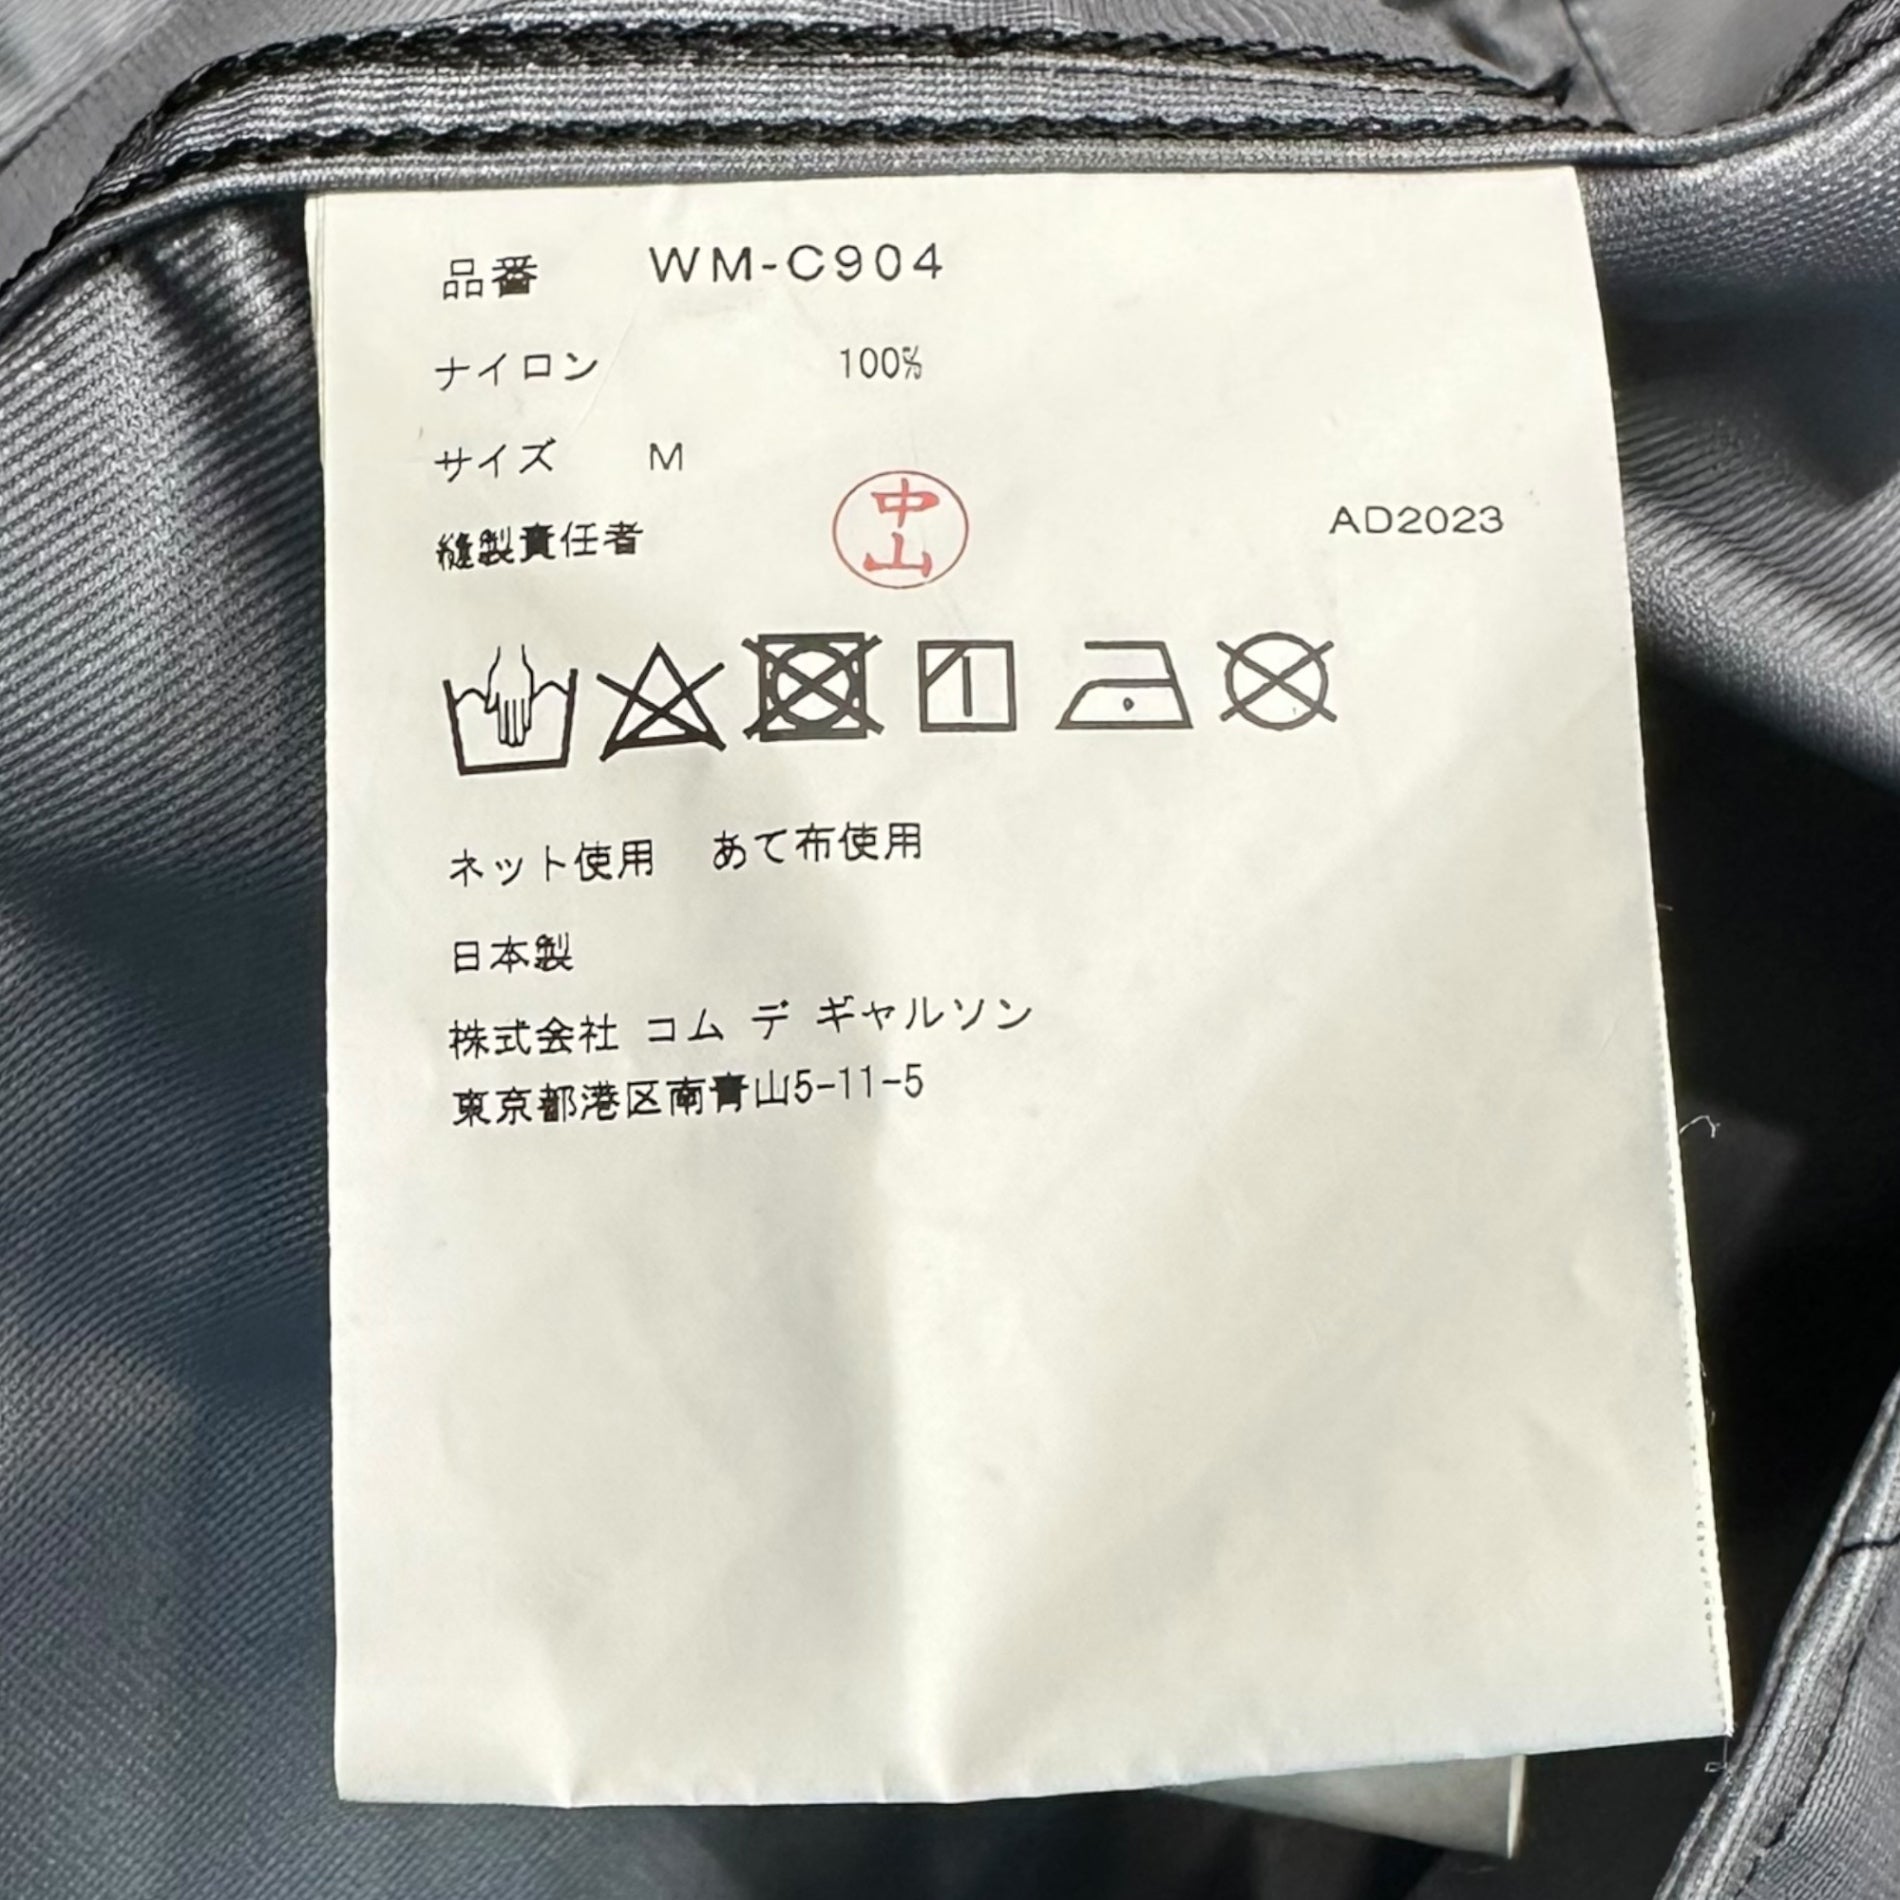 品番 WM-C904
ナイロン 100%
サイズ M
縫製責任者 中山 AD2023
ネット使用 あて布使用
日本製
株式会社 コム デ ギャルソン
東京都港区南青山5-11-5